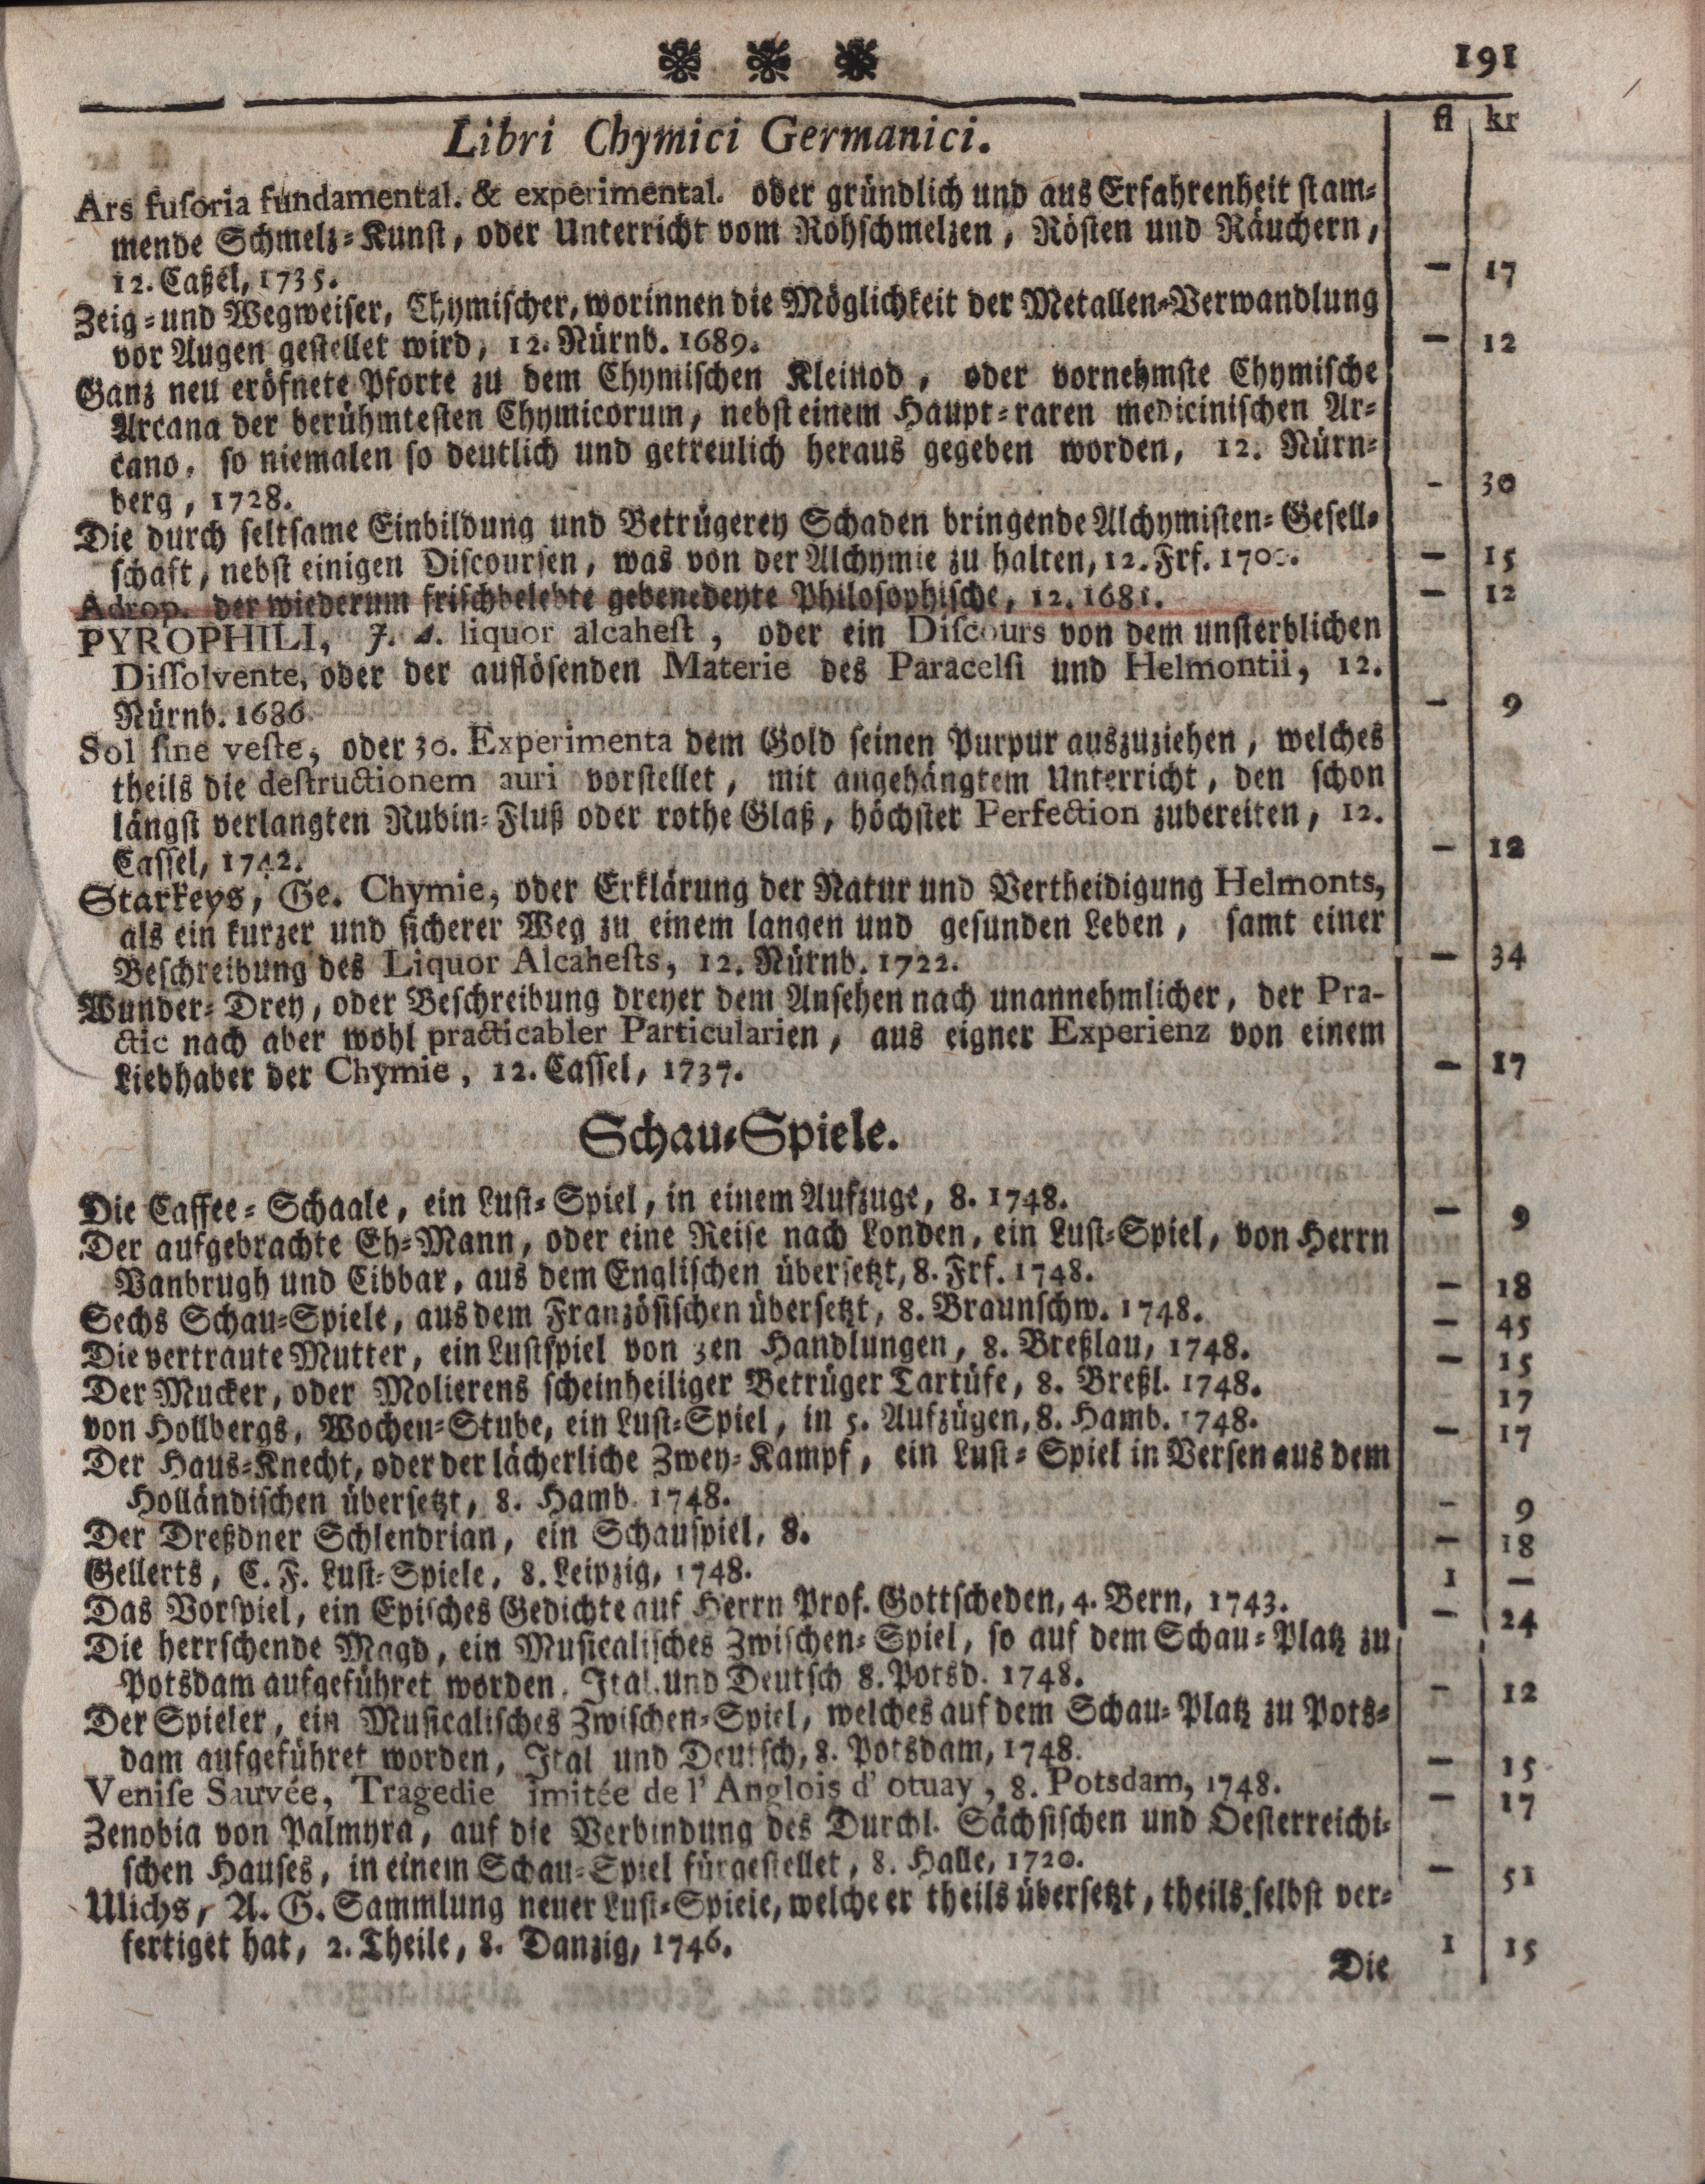 191
fl kr
Libri Chymici Germanici.
Ars fusoria fundamental. & experimental. oder gründlich und aus Erfahrenheit stam=
mende Schmelz=Kunst, oder Unterricht vom Rohschmelzen, Rösten und Räuchern,
12. Caßel, 1735. — 17
Zeig= und Wegweiser, Chymischer, worinnen die Möglichkeit der Metallen=Verwandlung
vor Augen gestellet wird, 12. Nürnb. 1689. — 12
Ganz neu eröfnete Pforte zu dem Chymischen Kleinod, oder vornehmste Chymische
Arcana der berühmtesten Chymicorum, nebst einem Haupt=raren medicinischen Ar=
cano, so niemalen so deutlich und getreulich heraus gegeben worden, 12. Nürn=
berg, 1728. - 30
Die durch seltsame Einbildung und Betrügerey Schaden bringende Alchymisten=Gesell=
schaft, nebst einigen Discoursen, was von der Alchymie zu halten, 12. Frf. — 15
Adrop. der wiederum frischbelebte gebenedeyte Philosophische, 12. 1681. — 12
PYROPHILI, J. A. liquor alcahest, oder ein Discours von dem unsterblichen
Dissolvente, oder der auflösenden Materie des Paracelsi und Helmontii, 12.
Nürnb. 1686. — 9
Sol sine veste, oder 30. Experimenta dem Gold seinen Purpur auszuziehen, welches
theils die destructionem auri vorstellet, mit angehängtem Unterricht, den schon
längst verlangten Rubin=Fluß oder rothe Glaß, höchster Perfection zubereiten, 12.
Cassel, 1742. — 12
Starkeys, Ge. Chymie, oder Erklärung der Natur und Vertheidigung Helmonts,
als ein kurzer und sicherer Weg zu einem langen und gesunden Leben, samt einer
Beschreibung des Liquor Alcahests, 12. Nürnb. 1722. — 34
Wunder=Drey, oder Beschreibung dreyer dem Ansehen nach unannehmlicher, der Pra-
ctic nach aber wohl practicabler Particularien, aus eigner Experienz von einem
Liebhaber der Chymie, 12. Cassel, 1737. — 17
Schau=Spiele.
Die Caffee=Schaale, ein Lust=Spiel, in einem Aufzuge, 8. 1748. — 9
Der aufgebrachte Eh=Mann, oder eine Reise nach Londen, ein Lust=Spiel, von Herrn
Vanbrugh und Cibbar, aus dem Englischen übersetzt, 8. Frf. 1748. — 18
Sechs Schau=Spiele, aus dem Französischen übersetzt, 8. Braunschw. 1748. — 45
Die vertraute Mutter, ein Lustspiel von 3en Handlungen, 8. Breßlau, 1748. — 15
Der Mucker, oder Molierens scheinheiliger Betrüger Tartüfe, 8. Breßl. 1748. 17
von Hollbergs, Wochen=Stube, ein Lust=Spiel, in 5. Aufzügen, 8. Hamb. 1748. — 17
Der Haus=Knecht, oder der lächerliche Zwey=Kampf, ein Lust=Spiel in Versen aus dem
Holländischen übersetzt, 8. Hamb. 1748. - 9
Der Dreßdner Schlendrian, ein Schauspiel, 8. — 18
Gellerts, C. F. Lust=Spiele, 8. Leipzig, 1748. 1 —
Das Vorspiel, ein Episches Gedichte auf Herrn Prof. Gottscheden, 4. Bern, 1743. — 24
Die herrschende Magd, ein Musicalisches Zwischen=Spiel, so auf dem Schau=Platz zu
Potsdam aufgeführet worden. Ital. und Deutsch 8. Potsd. 1748. - 12
Der Spieler, ein Musicalisches Zwischen=Spiel, welches auf dem Schau=Platz zu Pots=
dam aufgeführet worden, Ital und Deutsch, 8. Potsdam, 1748. — 15
Venise Sauvée, Tragedie imitée de l' Anglois d' otuay, 8. Potsdam, 1748. — 17
Zenobia von Palmyra, auf die Verbindung des Durchl. Sächsischen und Oesterreichi=
schen Hauses, in einem Schau=Spiel fürgestellet, 8. Halle, 1720. — 51
Ulichs, A. G. Sammlung neuer Lust=Spiele, welche er theils übersetzt, theils selbst ver=
fertiget hat, 2. Theile, 8. Danzig, 1746. 1 15
Die